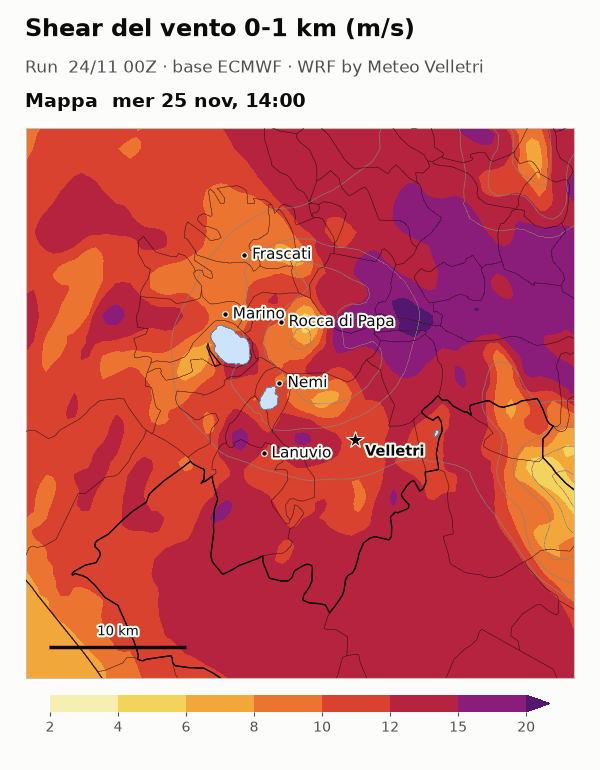 Shear del vento 0-1 km (m/s)
Run  24/11 00Z · base ECMWF · WRF by Meteo Velletri
Mappa  mer 25 nov, 14:00
Frascati
Marino
Rocca di Papa
Nemi
Velletri
Lanuvio
10 km
2 4 6 8 10 12 15 20